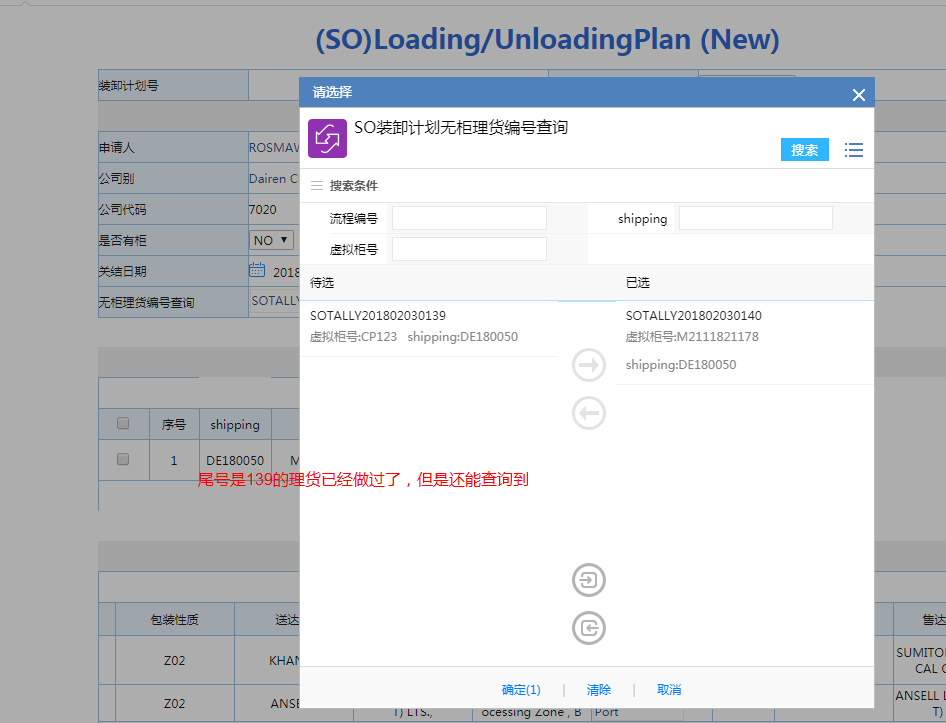 (SO)Loading/UnloadingPlan (New)
装卸计划号
请选择
SO装卸计划无柜理货编号查询
搜索
申请人 ROSMAW
搜索条件
公司别 Dairen C
公司代码 7020
流程编号 shipping
是否有柜 NO
虚拟柜号
关结日期 2018
待选 已选
无柜理货编号查询 SOTALLY
SOTALLY201802030139
虚拟柜号:CP123 shipping:DE180050
SOTALLY201802030140
虚拟柜号:M2111821178
shipping:DE180050
序号 shipping
1 DE180050 M
尾号是139的理货已经做过了，但是还能查询到
包装性质 送达 售达
Z02 KHAN SUMITO
CAL C
Z02 ANSE ANSELL L
T)
T) LTS., ocessing Zone , B Port
确定(1) | 清除 | 取消